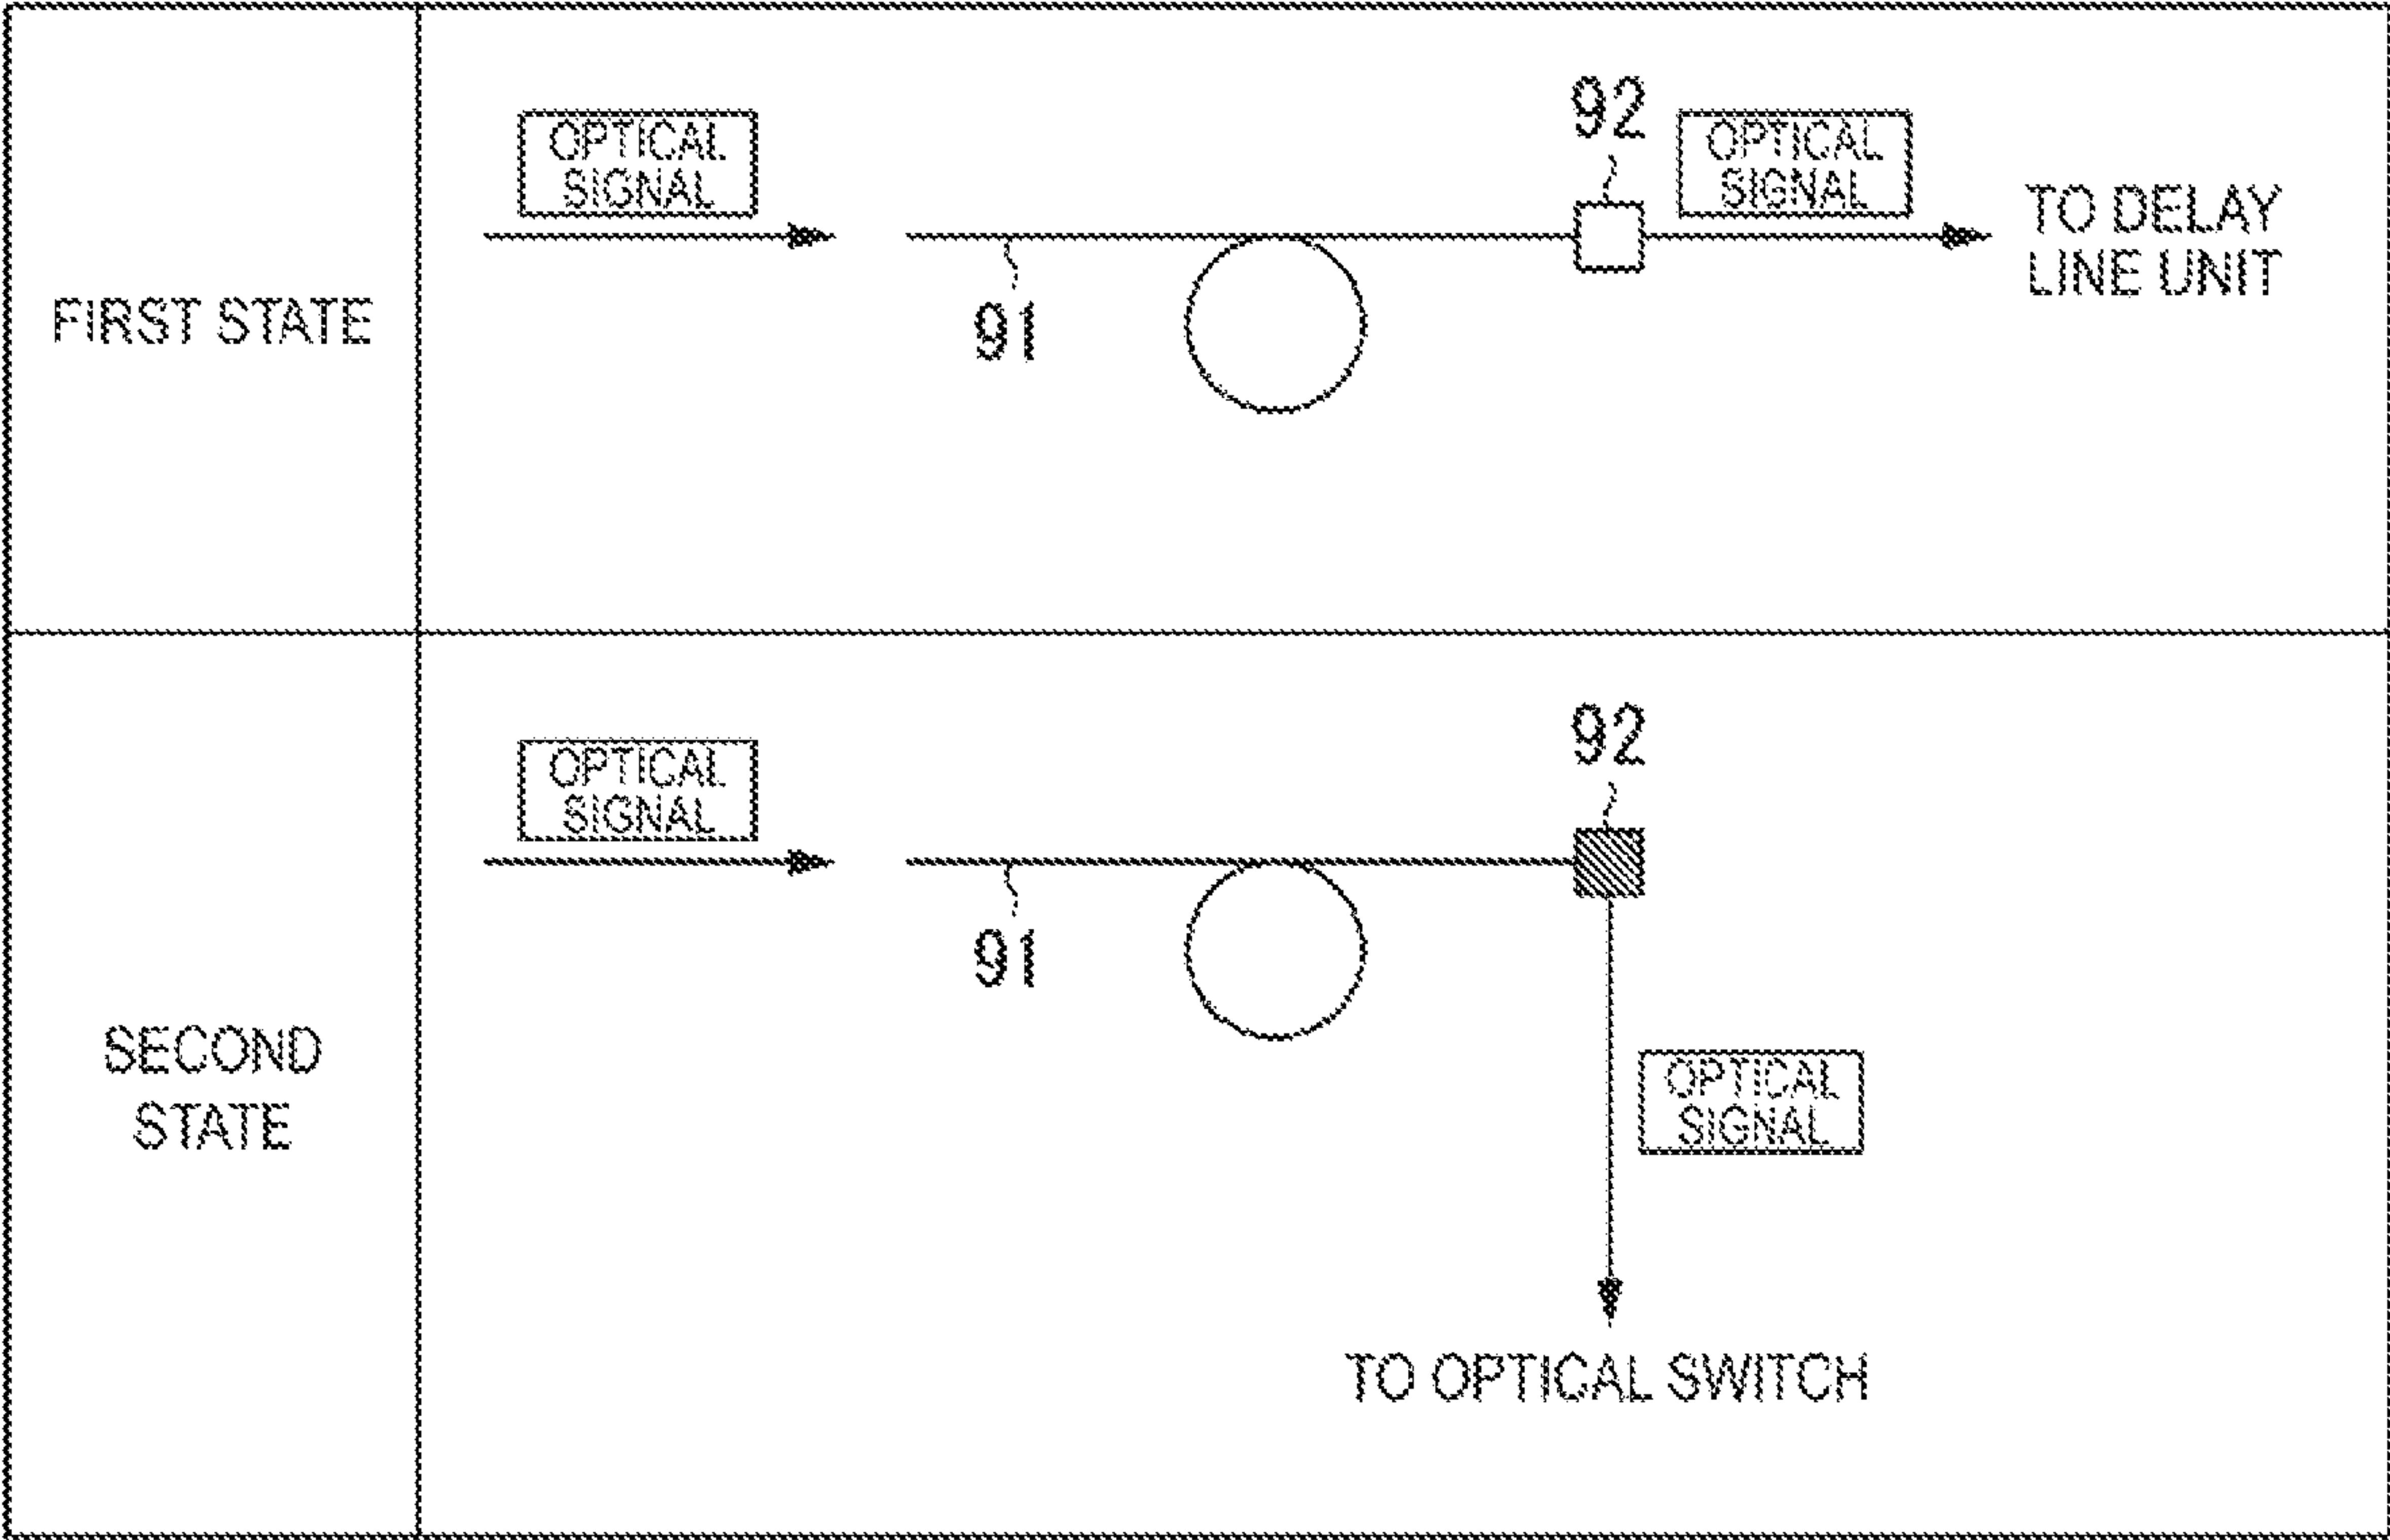 FIRST STATE
OPTICAL
SIGNAL
91
92
OPTICAL
SIGNAL
TO DELAY
LINE UNIT
SECOND
STATE
OPTICAL
SIGNAL
91
92
OPTICAL
SIGNAL
TO OPTICAL SWITCH